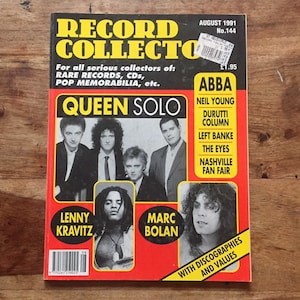 RECORD
COLLECTO
AUGUST 1991
No.144
£1.95
For all serious collectors of:
RARE RECORDS, CDs,
POP MEMORABILIA, etc.
ABBA
NEIL YOUNG
DURUTTI
COLUMN
LEFT BANKE
THE EYES
NASHVILLE
FAN FAIR
QUEEN SOLO
LENNY
KRAVITZ
MARC
BOLAN
WITH DISCOGRAPHIES
AND VALUES